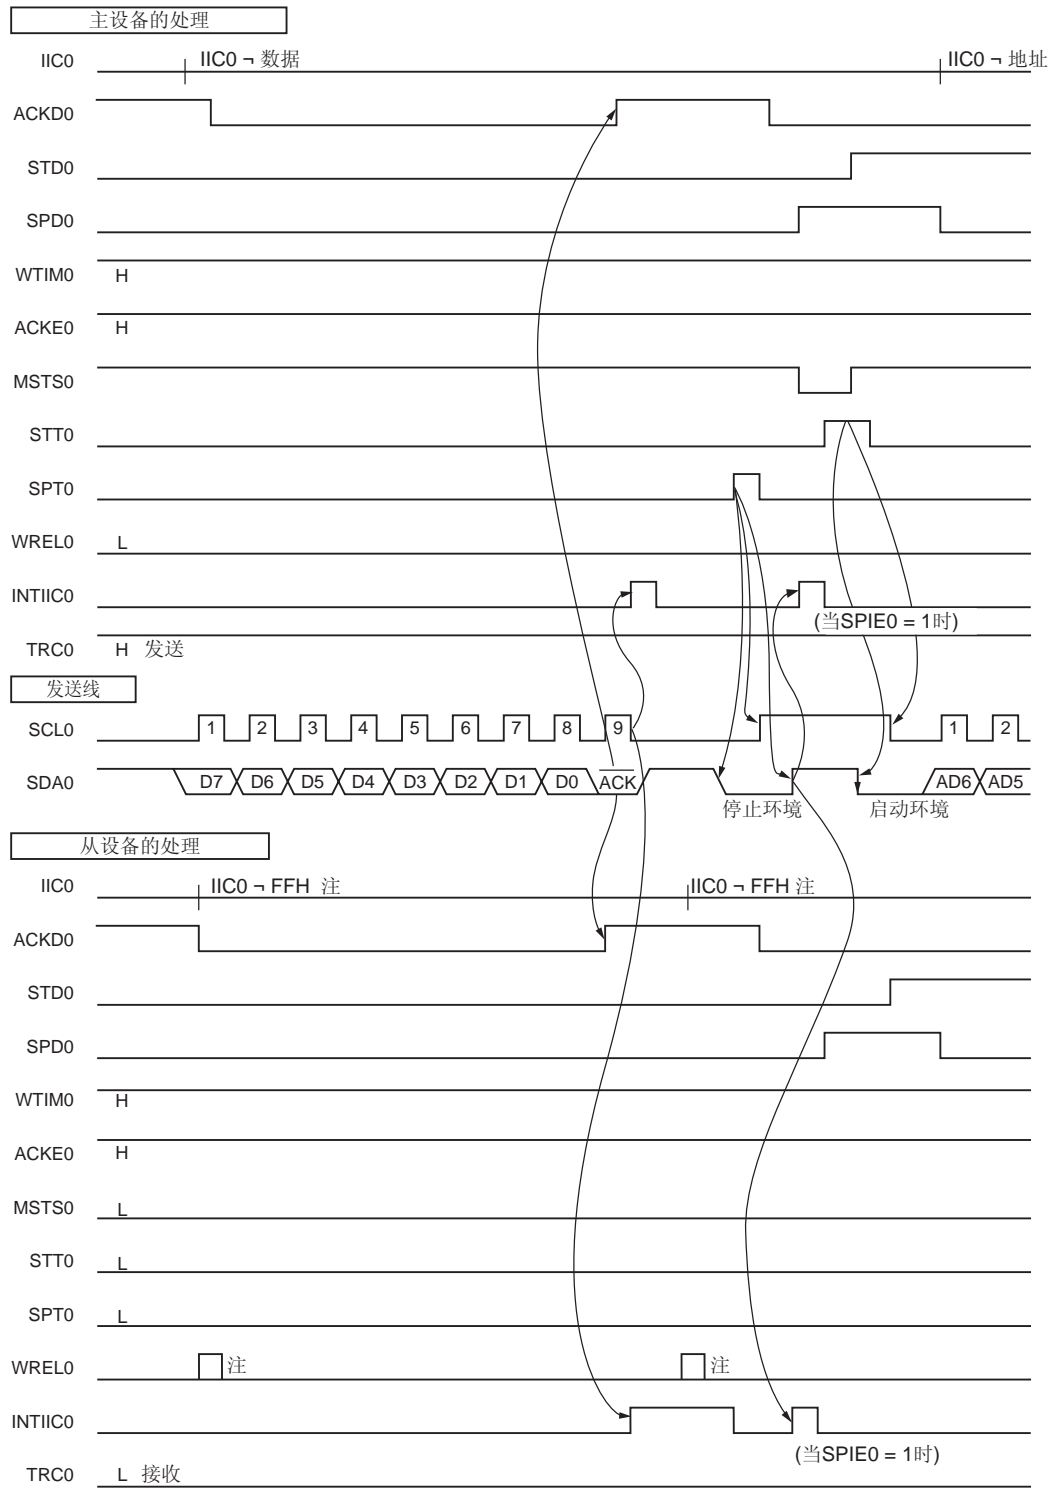 主设备的处理
IIC0 IIC0 ¬ 数据 IIC0 ¬ 地址
ACKD0
STD0
SPD0
WTIM0 H
ACKE0 H
MSTS0
STT0
SPT0
WREL0 L
INTIIC0
(当SPIE0 = 1时)
TRC0 H 发送
发送线
SCL0 1 2 3 4 5 6 7 8 9 1 2
SDA0 D7 D6 D5 D4 D3 D2 D1 D0 ACK AD6 AD5
停止环境 启动环境
从设备的处理
IIC0 IIC0 ¬ FFH 注 IIC0 ¬ FFH 注
ACKD0
STD0
SPD0
WTIM0 H
ACKE0 H
MSTS0 L
STT0 L
SPT0 L
WREL0 注 注
INTIIC0
(当SPIE0 = 1时)
TRC0 L 接收